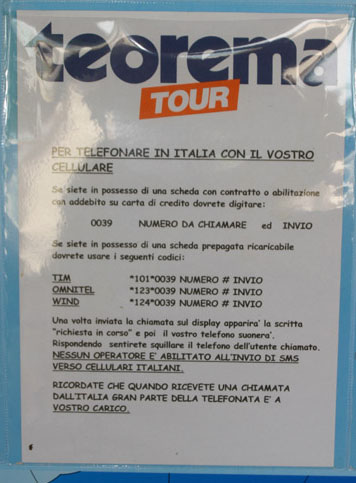 teorema
TOUR
PER TELEFONARE IN ITALIA CON IL VOSTRO
CELLULARE
Se siete in possesso di una scheda con contratto o abilitazione
con addebito su carta di credito dovrete digitare:
0039 NUMERO DA CHIAMARE ed INVIO
Se siete in possesso di una scheda prepagata ricaricabile
dovrete usare i seguenti codici:
TIM *101*0039 NUMERO # INVIO
OMNITEL *123*0039 NUMERO # INVIO
WIND *124*0039 NUMERO # INVIO
Una volta inviata la chiamata sul display apparira' la scritta
"richiesta in corso" e poi il vostro telefono suonera'.
Rispondendo sentirete squillare il telefono dell'utente chiamato.
NESSUN OPERATORE E' ABILITATO ALL'INVIO DI SMS
VERSO CELLULARI ITALIANI.
RICORDATE CHE QUANDO RICEVETE UNA CHIAMATA
DALL'ITALIA GRAN PARTE DELLA TELEFONATA E' A
VOSTRO CARICO.